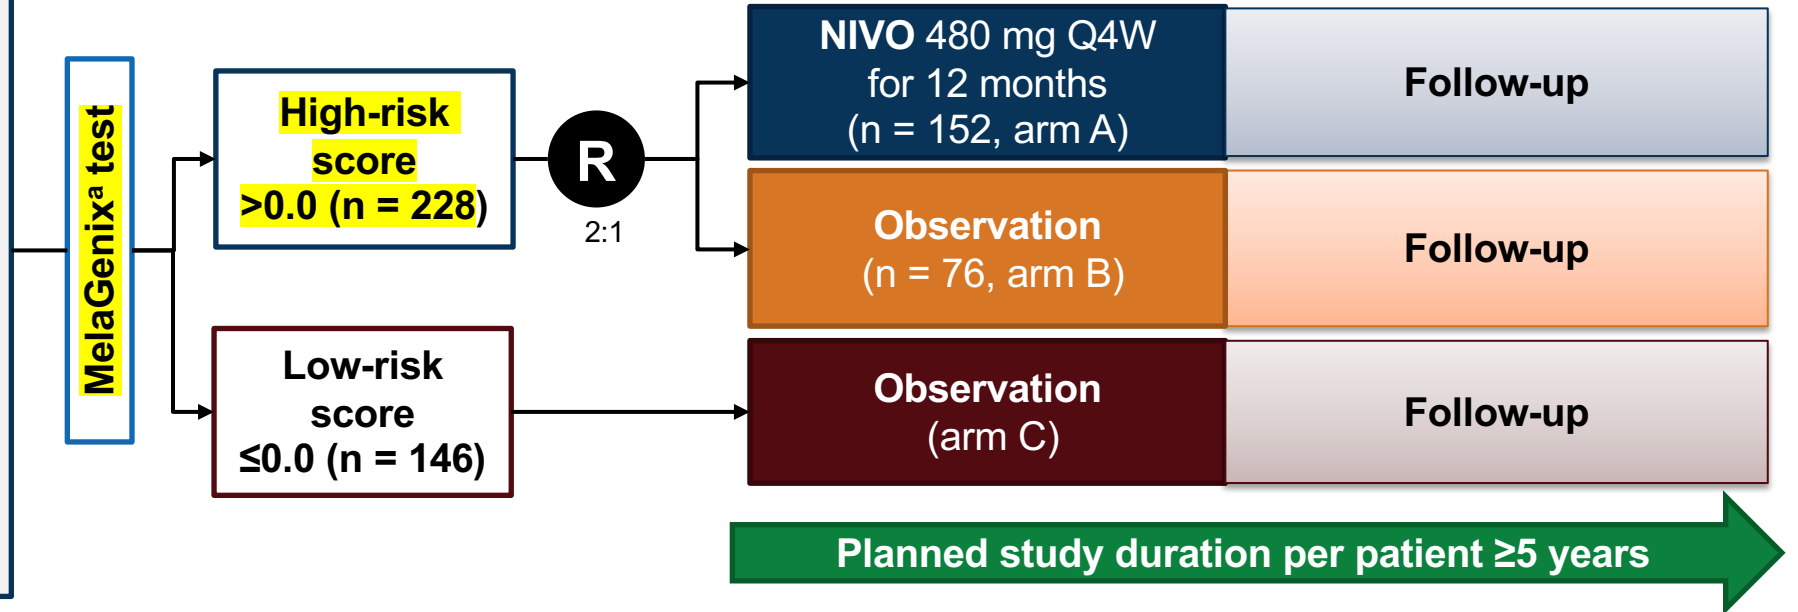 MelaGenixᵃ test
High-risk
score
>0.0 (n = 228)
R
2:1
NIVO 480 mg Q4W
for 12 months
(n = 152, arm A)
Follow-up
Observation
(n = 76, arm B)
Follow-up
Low-risk
score
≤0.0 (n = 146)
Observation
(arm C)
Follow-up
Planned study duration per patient ≥5 years